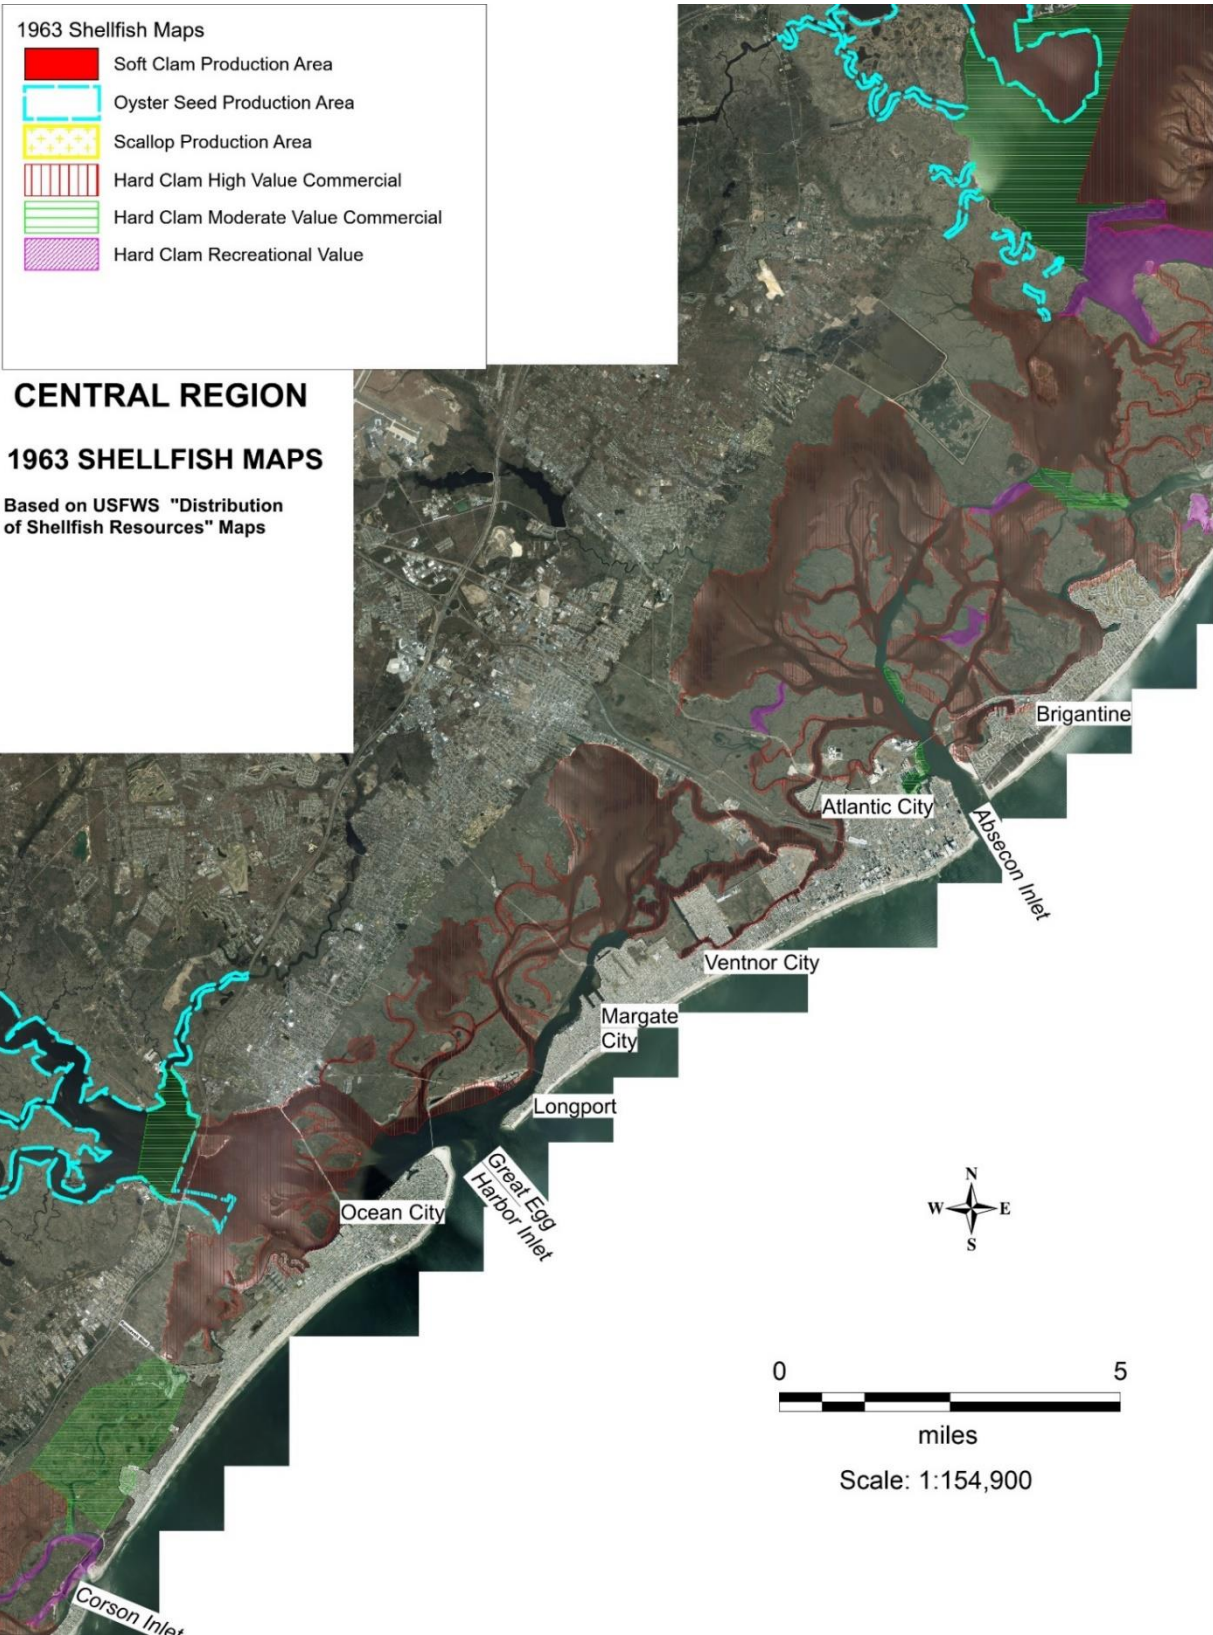 1963 Shellfish Maps
Soft Clam Production Area
Oyster Seed Production Area
Scallop Production Area
Hard Clam High Value Commercial
Hard Clam Moderate Value Commercial
Hard Clam Recreational Value
CENTRAL REGION
1963 SHELLFISH MAPS
Based on USFWS "Distribution
of Shellfish Resources" Maps
Brigantine
Atlantic City
Absecon Inlet
Ventnor City
Margate
City
Longport
Great Egg
Harbor Inlet
Ocean City
N
W E
S
0 5
miles
Scale: 1:154,900
Corson Inlet